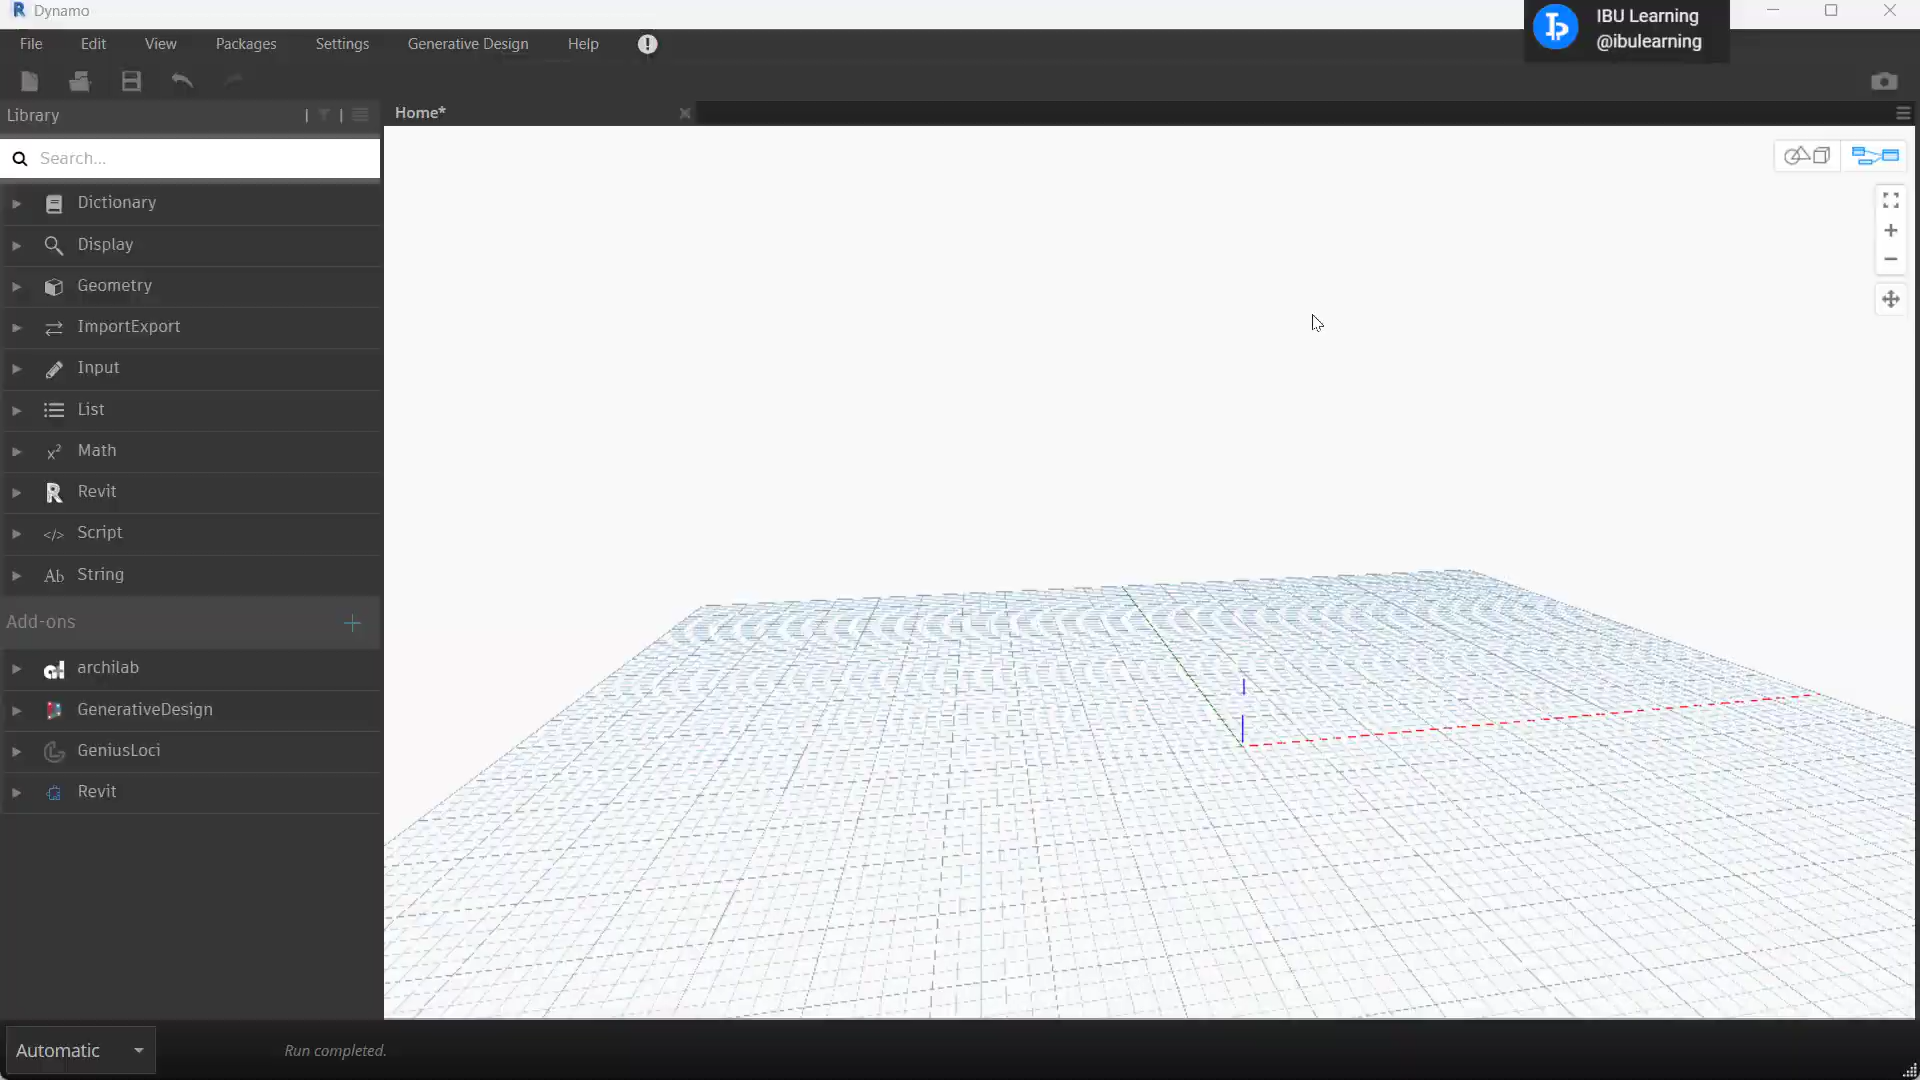 Dynamo
IBU Learning
@ibulearning
File Edit View Packages Settings Generative Design Help
Library
Home*
Search...
Dictionary
Display
Geometry
ImportExport
Input
List
Math
Revit
Script
String
Add-ons
archilab
GenerativeDesign
GeniusLoci
Revit
Automatic
Run completed.